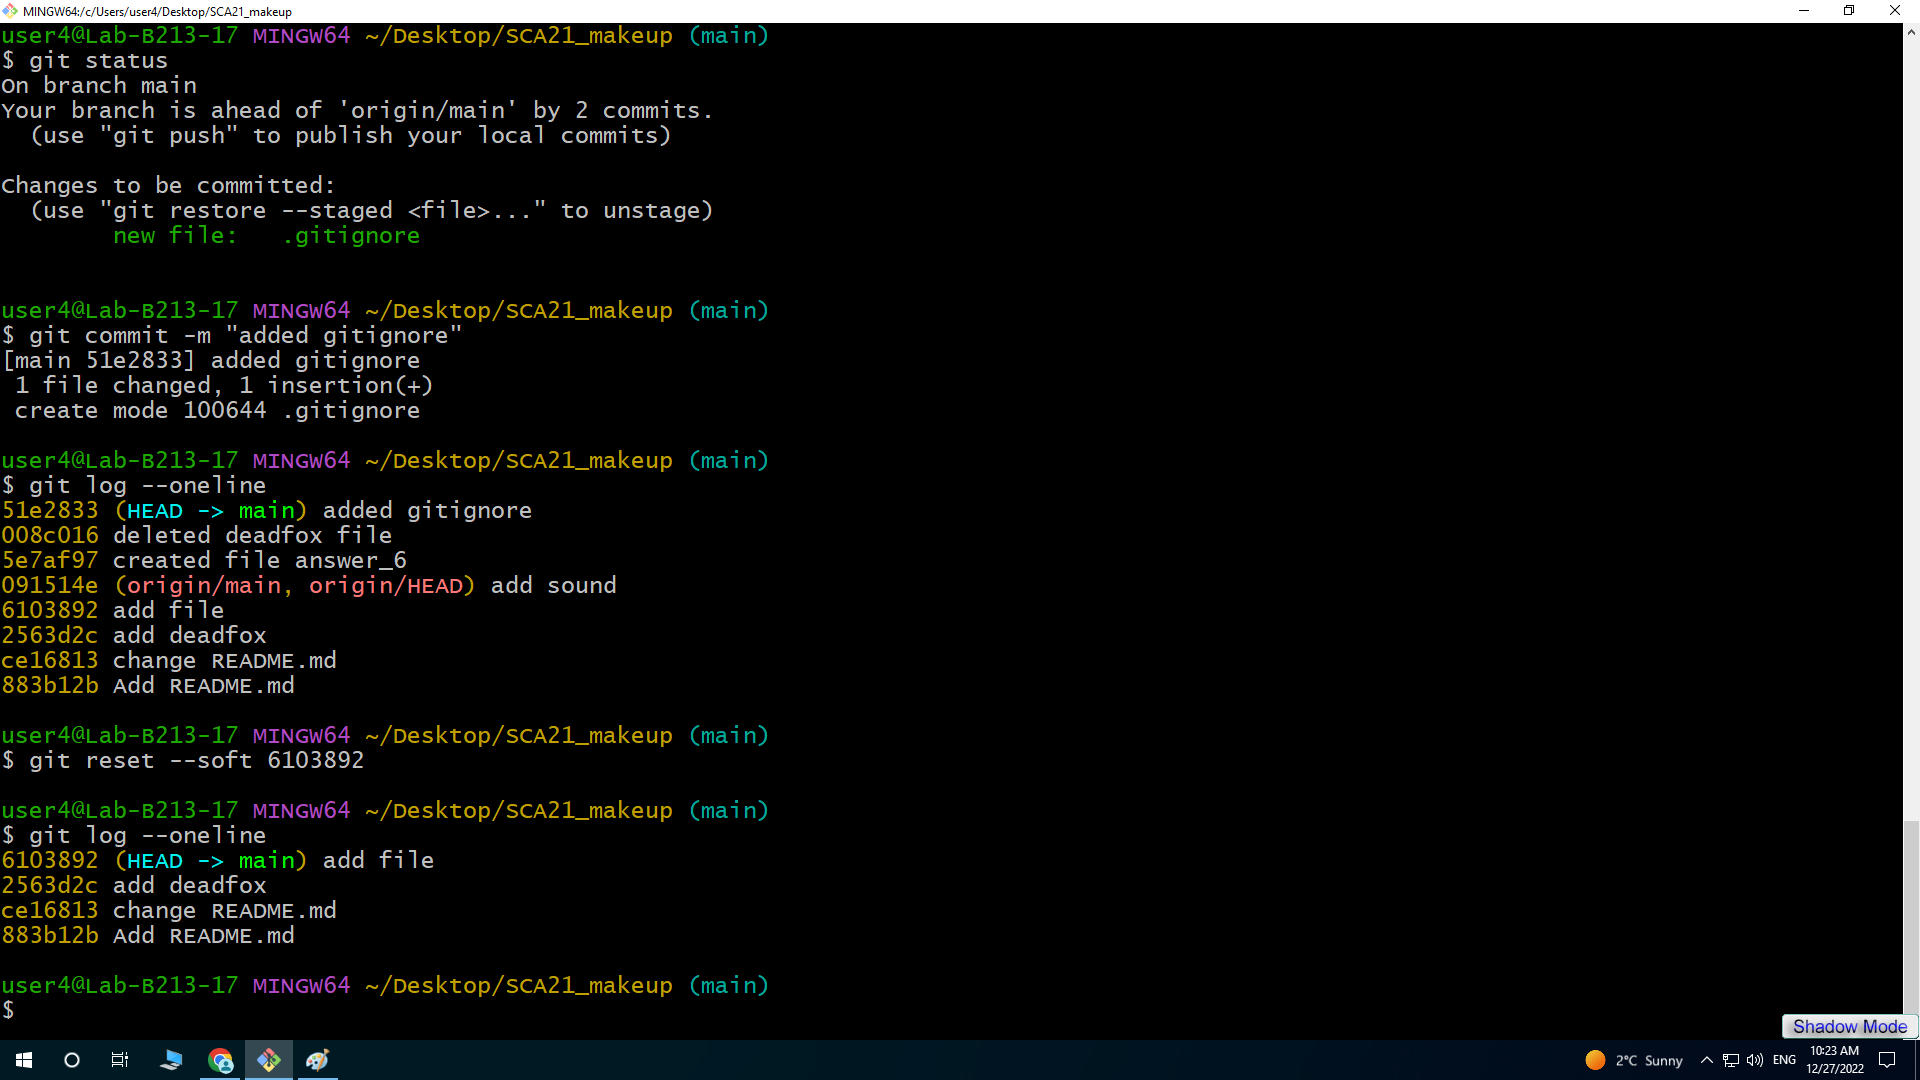 MINGW64:/c/Users/user4/Desktop/SCA21_makeup
user4@Lab-B213-17 MINGW64 ~/Desktop/SCA21_makeup (main)
$ git status
On branch main
Your branch is ahead of 'origin/main' by 2 commits.
  (use "git push" to publish your local commits)
Changes to be committed:
  (use "git restore --staged <file>..." to unstage)
        new file:   .gitignore
user4@Lab-B213-17 MINGW64 ~/Desktop/SCA21_makeup (main)
$ git commit -m "added gitignore"
[main 51e2833] added gitignore
 1 file changed, 1 insertion(+)
 create mode 100644 .gitignore
user4@Lab-B213-17 MINGW64 ~/Desktop/SCA21_makeup (main)
$ git log --oneline
51e2833 (HEAD -> main) added gitignore
008c016 deleted deadfox file
5e7af97 created file answer_6
091514e (origin/main, origin/HEAD) add sound
6103892 add file
2563d2c add deadfox
ce16813 change README.md
883b12b Add README.md
user4@Lab-B213-17 MINGW64 ~/Desktop/SCA21_makeup (main)
$ git reset --soft 6103892
user4@Lab-B213-17 MINGW64 ~/Desktop/SCA21_makeup (main)
$ git log --oneline
6103892 (HEAD -> main) add file
2563d2c add deadfox
ce16813 change README.md
883b12b Add README.md
user4@Lab-B213-17 MINGW64 ~/Desktop/SCA21_makeup (main)
$
Shadow Mode
2°C Sunny
ENG
10:23 AM
12/27/2022